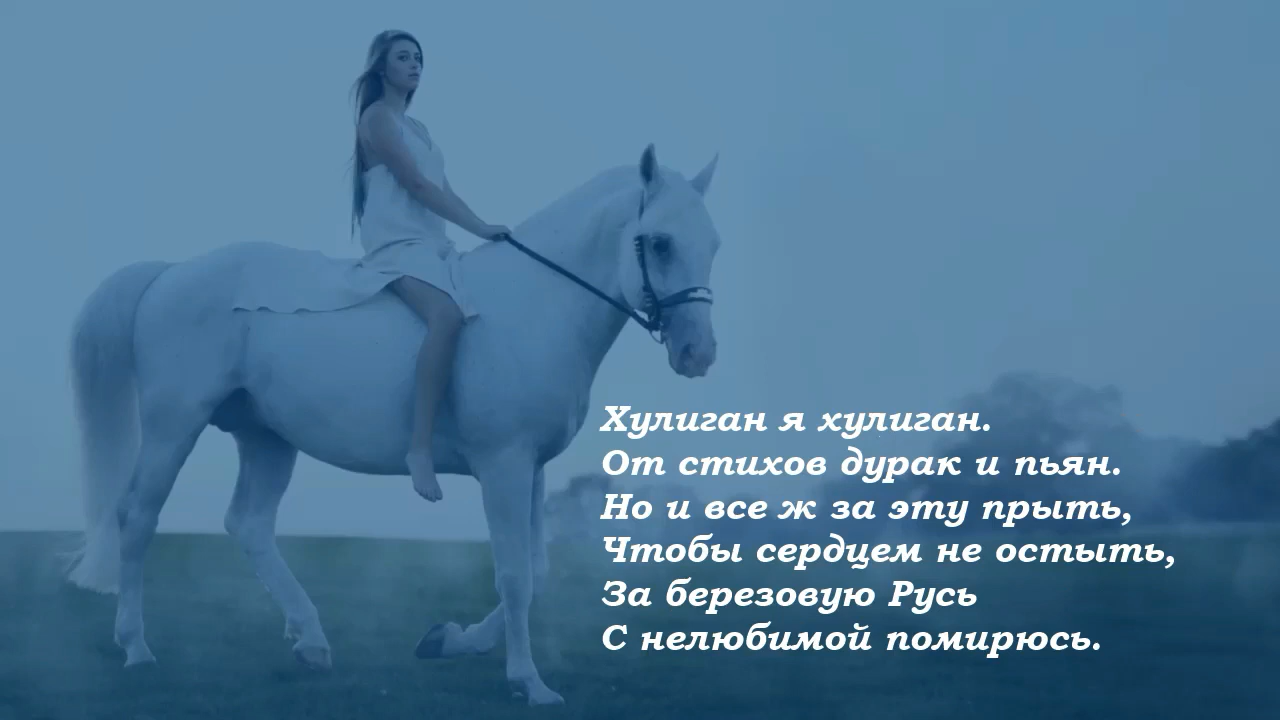 Хулиган я хулиган.
От стихов дурак и пьян.
Но и все ж за эту прыть,
Чтобы сердцем не остыть,
За березовую Русь
С нелюбимой помирюсь.